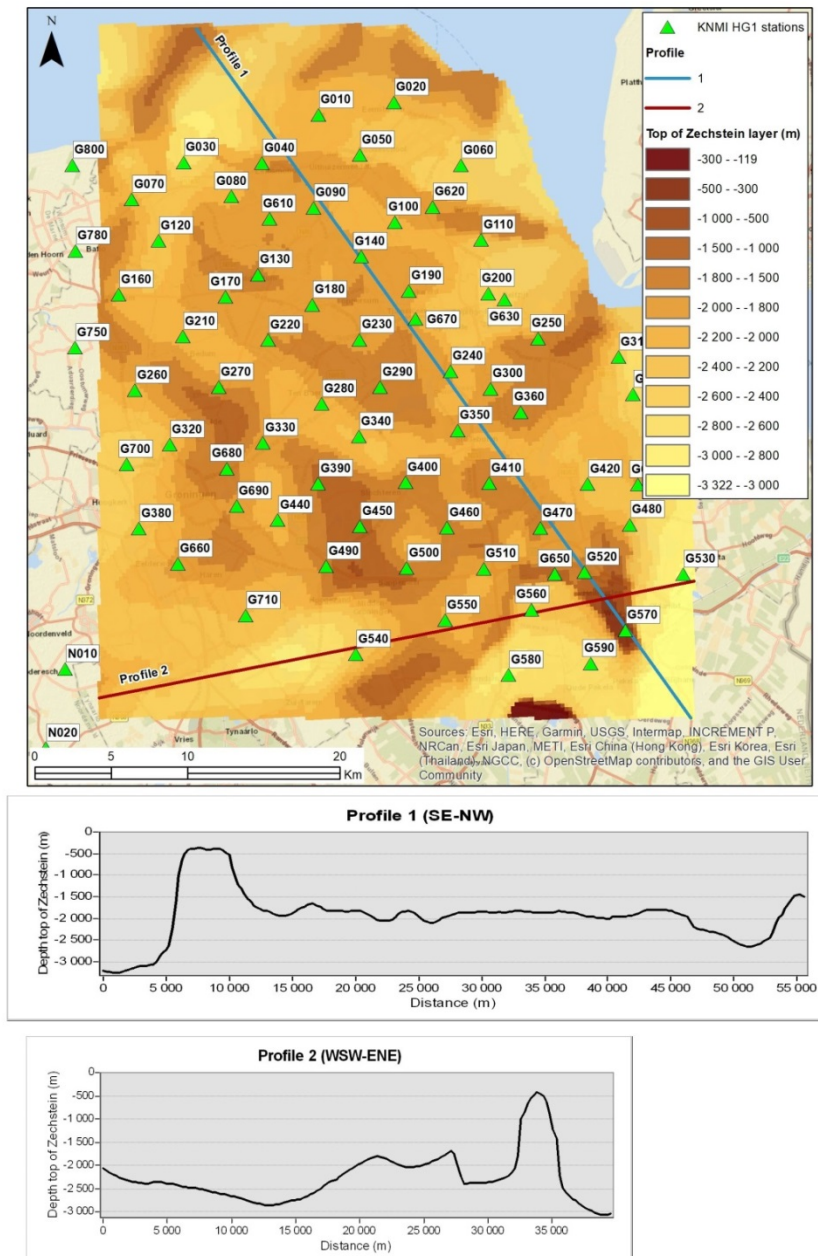 N
KNMI HG1 stations
Profile
1
2
Top of Zechstein layer (m)
-300 - -119
-500 - -300
-1 000 - -500
-1 500 - -1 000
-1 800 - -1 500
-2 000 - -1 800
-2 200 - -2 000
-2 400 - -2 200
-2 600 - -2 400
-2 800 - -2 600
-3 000 - -2 800
-3 322 - -3 000
Profile 1
G020
G010
G050
G800
G030
G040
G060
G070
G080
G090
G610
G100
G620
G110
G780
G120
G140
G130
G160
G170
G180
G190
G200
G630
G750
G210
G220
G230
G670
G250
G31
G240
G260
G270
G280
G290
G300
G360
G
G320
G330
G340
G350
G700
G680
G390
G400
G410
G420
G
G690
G440
G380
G450
G460
G470
G480
G660
G490
G500
G510
G650
G520
G530
G710
G550
G560
G570
N010
Profile 2
G540
G580
G590
N020
Vries
Tynaarlo
0 5 10 20
Km
Sources: Esri, HERE, Garmin, USGS, Intermap, INCREMENT P,
NRCan, Esri Japan, METI, Esri China (Hong Kong), Esri Korea, Esri
(Thailand), NGCC, (c) OpenStreetMap contributors, and the GIS User
Community
Profile 1 (SE-NW)
Depth top of Zechstein (m)
0
-500
-1 000
-1 500
-2 000
-2 500
-3 000
0 5 000 10 000 15 000 20 000 25 000 30 000 35 000 40 000 45 000 50 000 55 000
Distance (m)
Profile 2 (WSW-ENE)
Depth top of Zechstein (m)
0
-500
-1 000
-1 500
-2 000
-2 500
-3 000
0 5 000 10 000 15 000 20 000 25 000 30 000 35 000
Distance (m)